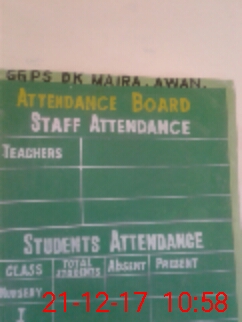 GGPS DK MAIRA. AWAN.
ATTENDANCE BOARD
STAFF ATTENDANCE
TEACHERS
STUDENTS ATTENDANCE
CLASS TOTAL STUDENTS ABSENT PRESENT
NURSERY
I
21-12-17 10:58